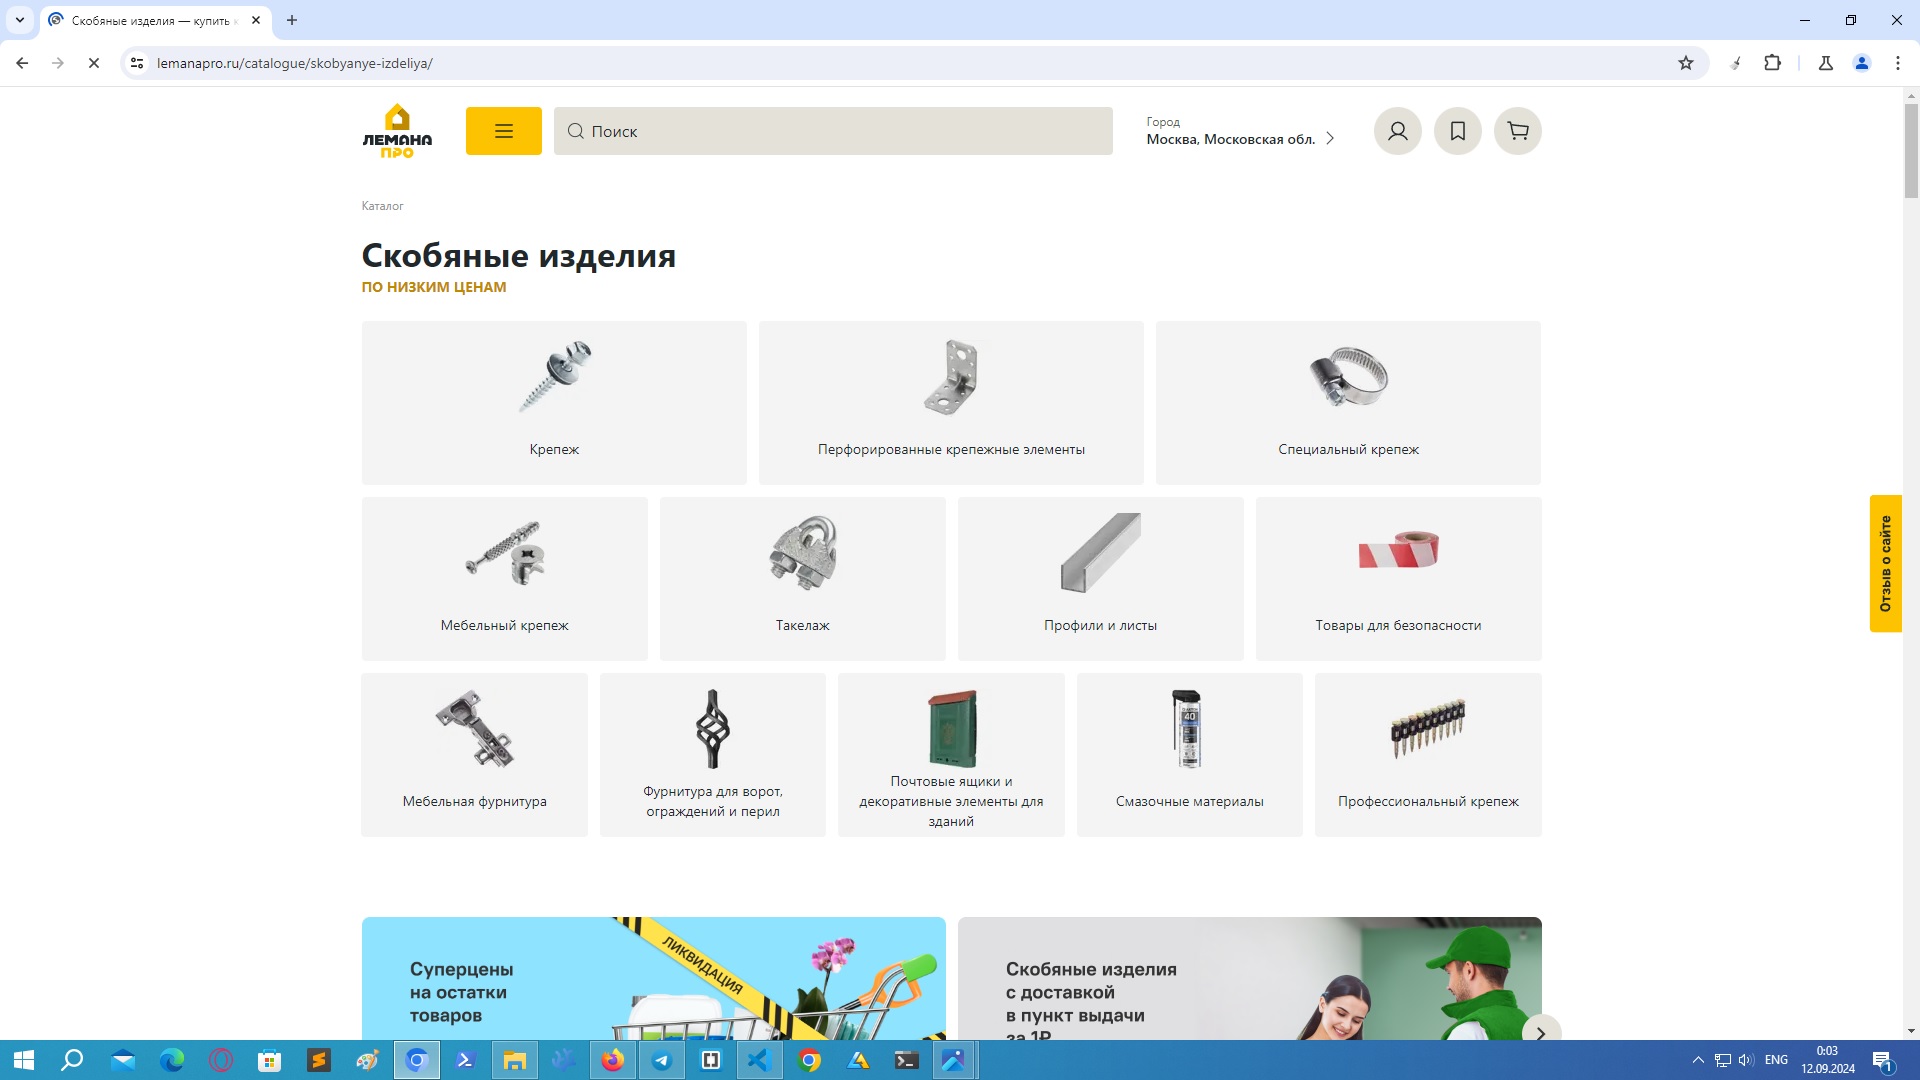 Скобяные изделия — купить
lemanapro.ru/catalogue/skobyanye-izdeliya/
ЛЕМАНА
ПРО
Поиск
Город
Москва, Московская обл.
Каталог
Скобяные изделия
ПО НИЗКИМ ЦЕНАМ
Крепеж
Перфорированные крепежные элементы
Специальный крепеж
Отзыв о сайте
Мебельный крепеж
Такелаж
Профили и листы
Товары для безопасности
40
Мебельная фурнитура
Фурнитура для ворот,
ограждений и перил
Почтовые ящики и
декоративные элементы для
зданий
Смазочные материалы
Профессиональный крепеж
Суперцены
на остатки
товаров
ЛИКВИДАЦИЯ
Скобяные изделия
с доставкой
в пункт выдачи
за 1₽
ENG
0:03
12.09.2024
1